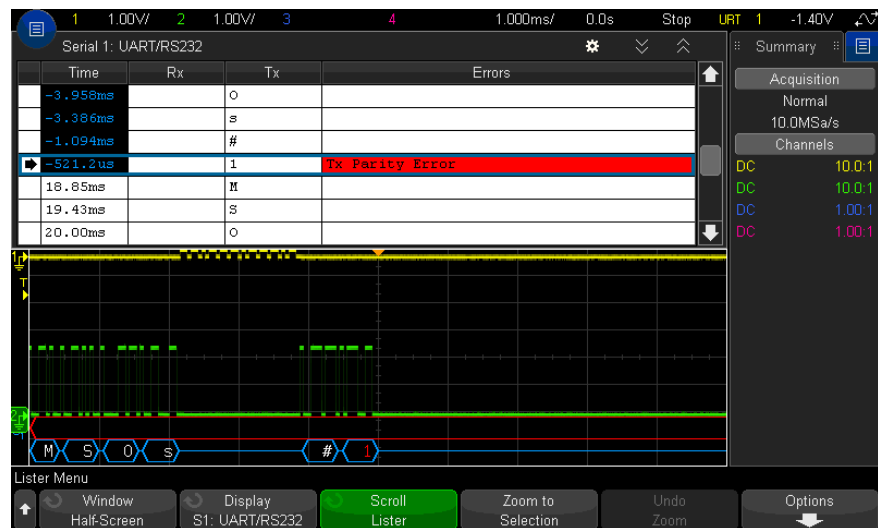 1 1.00V/ 2 1.00V/ 3 4 1.000ms/ 0.0s Stop URT 1 -1.40V
Serial 1: UART/RS232
Summary
Time Rx Tx Errors
Acquisition
-3.958ms O
Normal
-3.386ms s
10.0MSa/s
-1.094ms #
Channels
-521.2us 1 Tx Parity Error
DC 10.0:1
18.85ms M
DC 10.0:1
19.43ms S
DC 1.00:1
20.00ms O
DC 1.00:1
1
T
2
M S O s # 1
Lister Menu
Window
Half-Screen
Display
S1: UART/RS232
Scroll
Lister
Zoom to
Selection
Undo
Zoom
Options